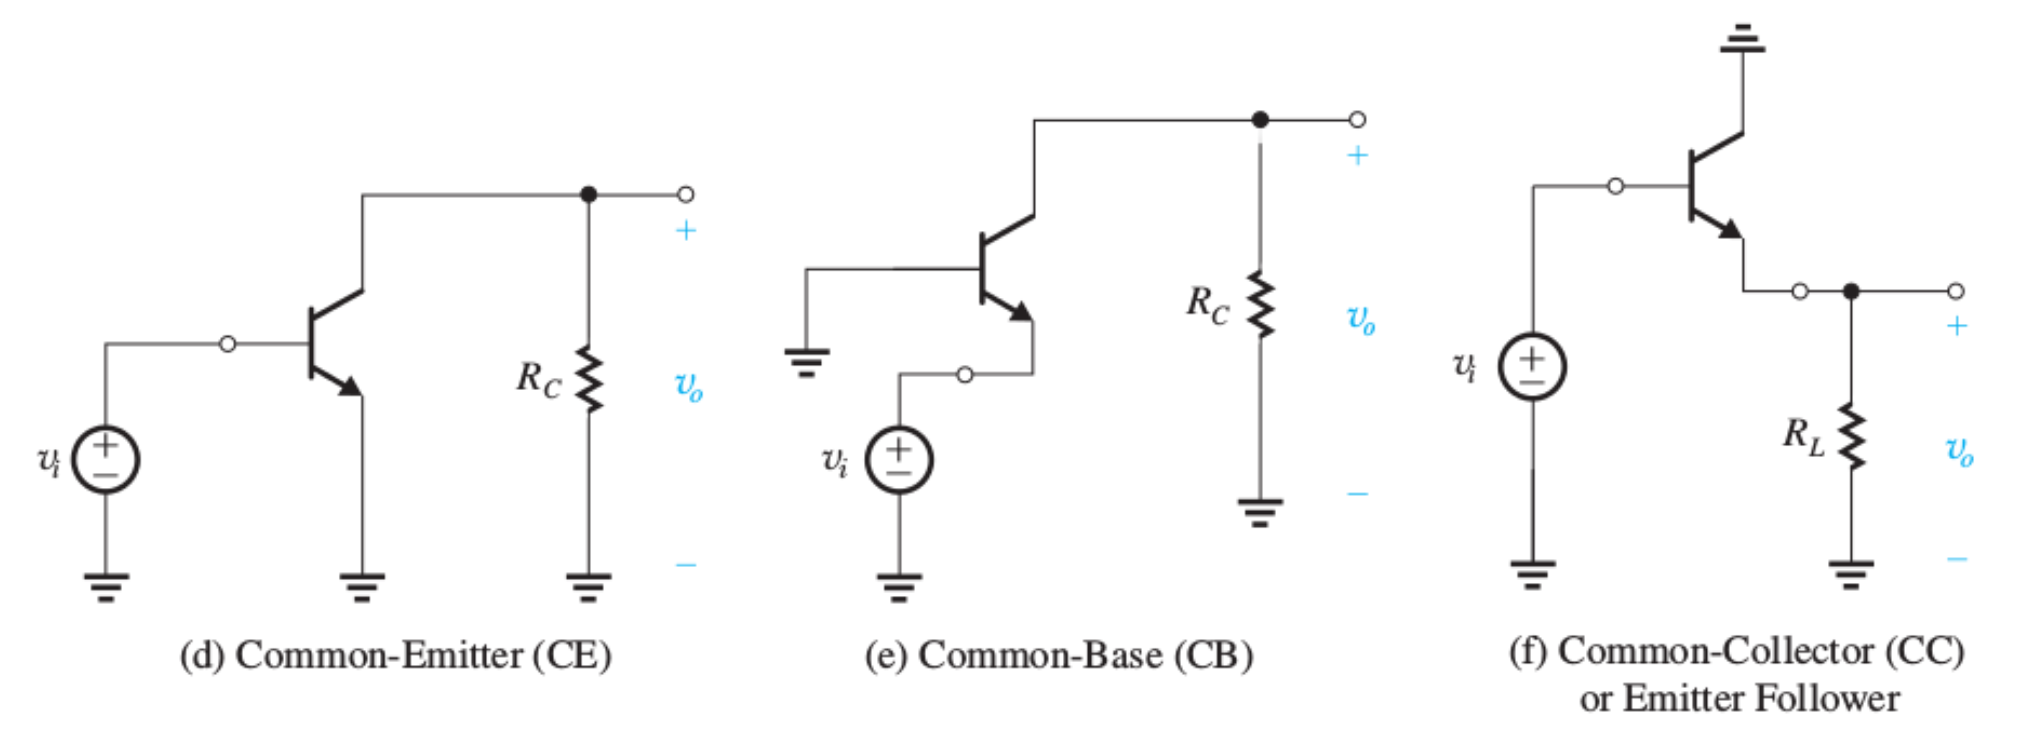 +
R_C
v_o
v_i
+
−
−
(d) Common-Emitter (CE)
+
R_C
v_o
v_i
+
−
−
(e) Common-Base (CB)
+
v_i
+
−
R_L
v_o
−
(f) Common-Collector (CC)
or Emitter Follower